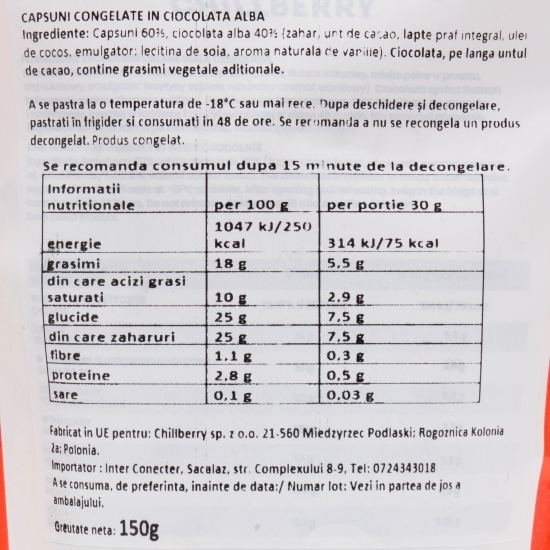 CAPSUNI CONGELATE IN CIOCOLATA ALBA
Ingrediente: Capsuni 60%, ciocolata alba 40% (zahar, unt de cacao, lapte praf integral, ulei
de cocos, emulgator: lecitina de soia, aroma naturala de vanilie). Ciocolata, pe langa untul
de cacao, contine grasimi vegetale aditionale.
A se pastra la o temperatura de -18°C sau mai rece. Dupa deschidere și decongelare,
pastrati în frigider si consumati in 48 de ore. Se recomanda a nu se recongela un produs
decongelat. Produs congelat.
Se recomanda consumul dupa 15 minute de la decongelare.
Informatii
nutritionale per 100 g per portie 30 g
1047 kJ/250
energie kcal 314 kJ/75 kcal
grasimi 18 g 5,5 g
din care acizi grasi
saturati 10 g 2,9 g
glucide 25 g 7,5 g
din care zaharuri 25 g 7,5 g
fibre 1,1 g 0,3 g
proteine 2,8 g 0,5 g
sare 0,1 g 0,03 g
Fabricat in UE pentru: Chillberry sp. z o.o. 21-560 Miedzyrzec Podlaski; Rogoznica Kolonia
2a; Polonia.
Importator : Inter Conecter, Sacalaz, str. Complexului 8-9, Tel: 0724343018
A se consuma, de preferinta, inainte de data:/ Numar lot: Vezi in partea de jos a
ambalajului.
Greutate neta: 150g